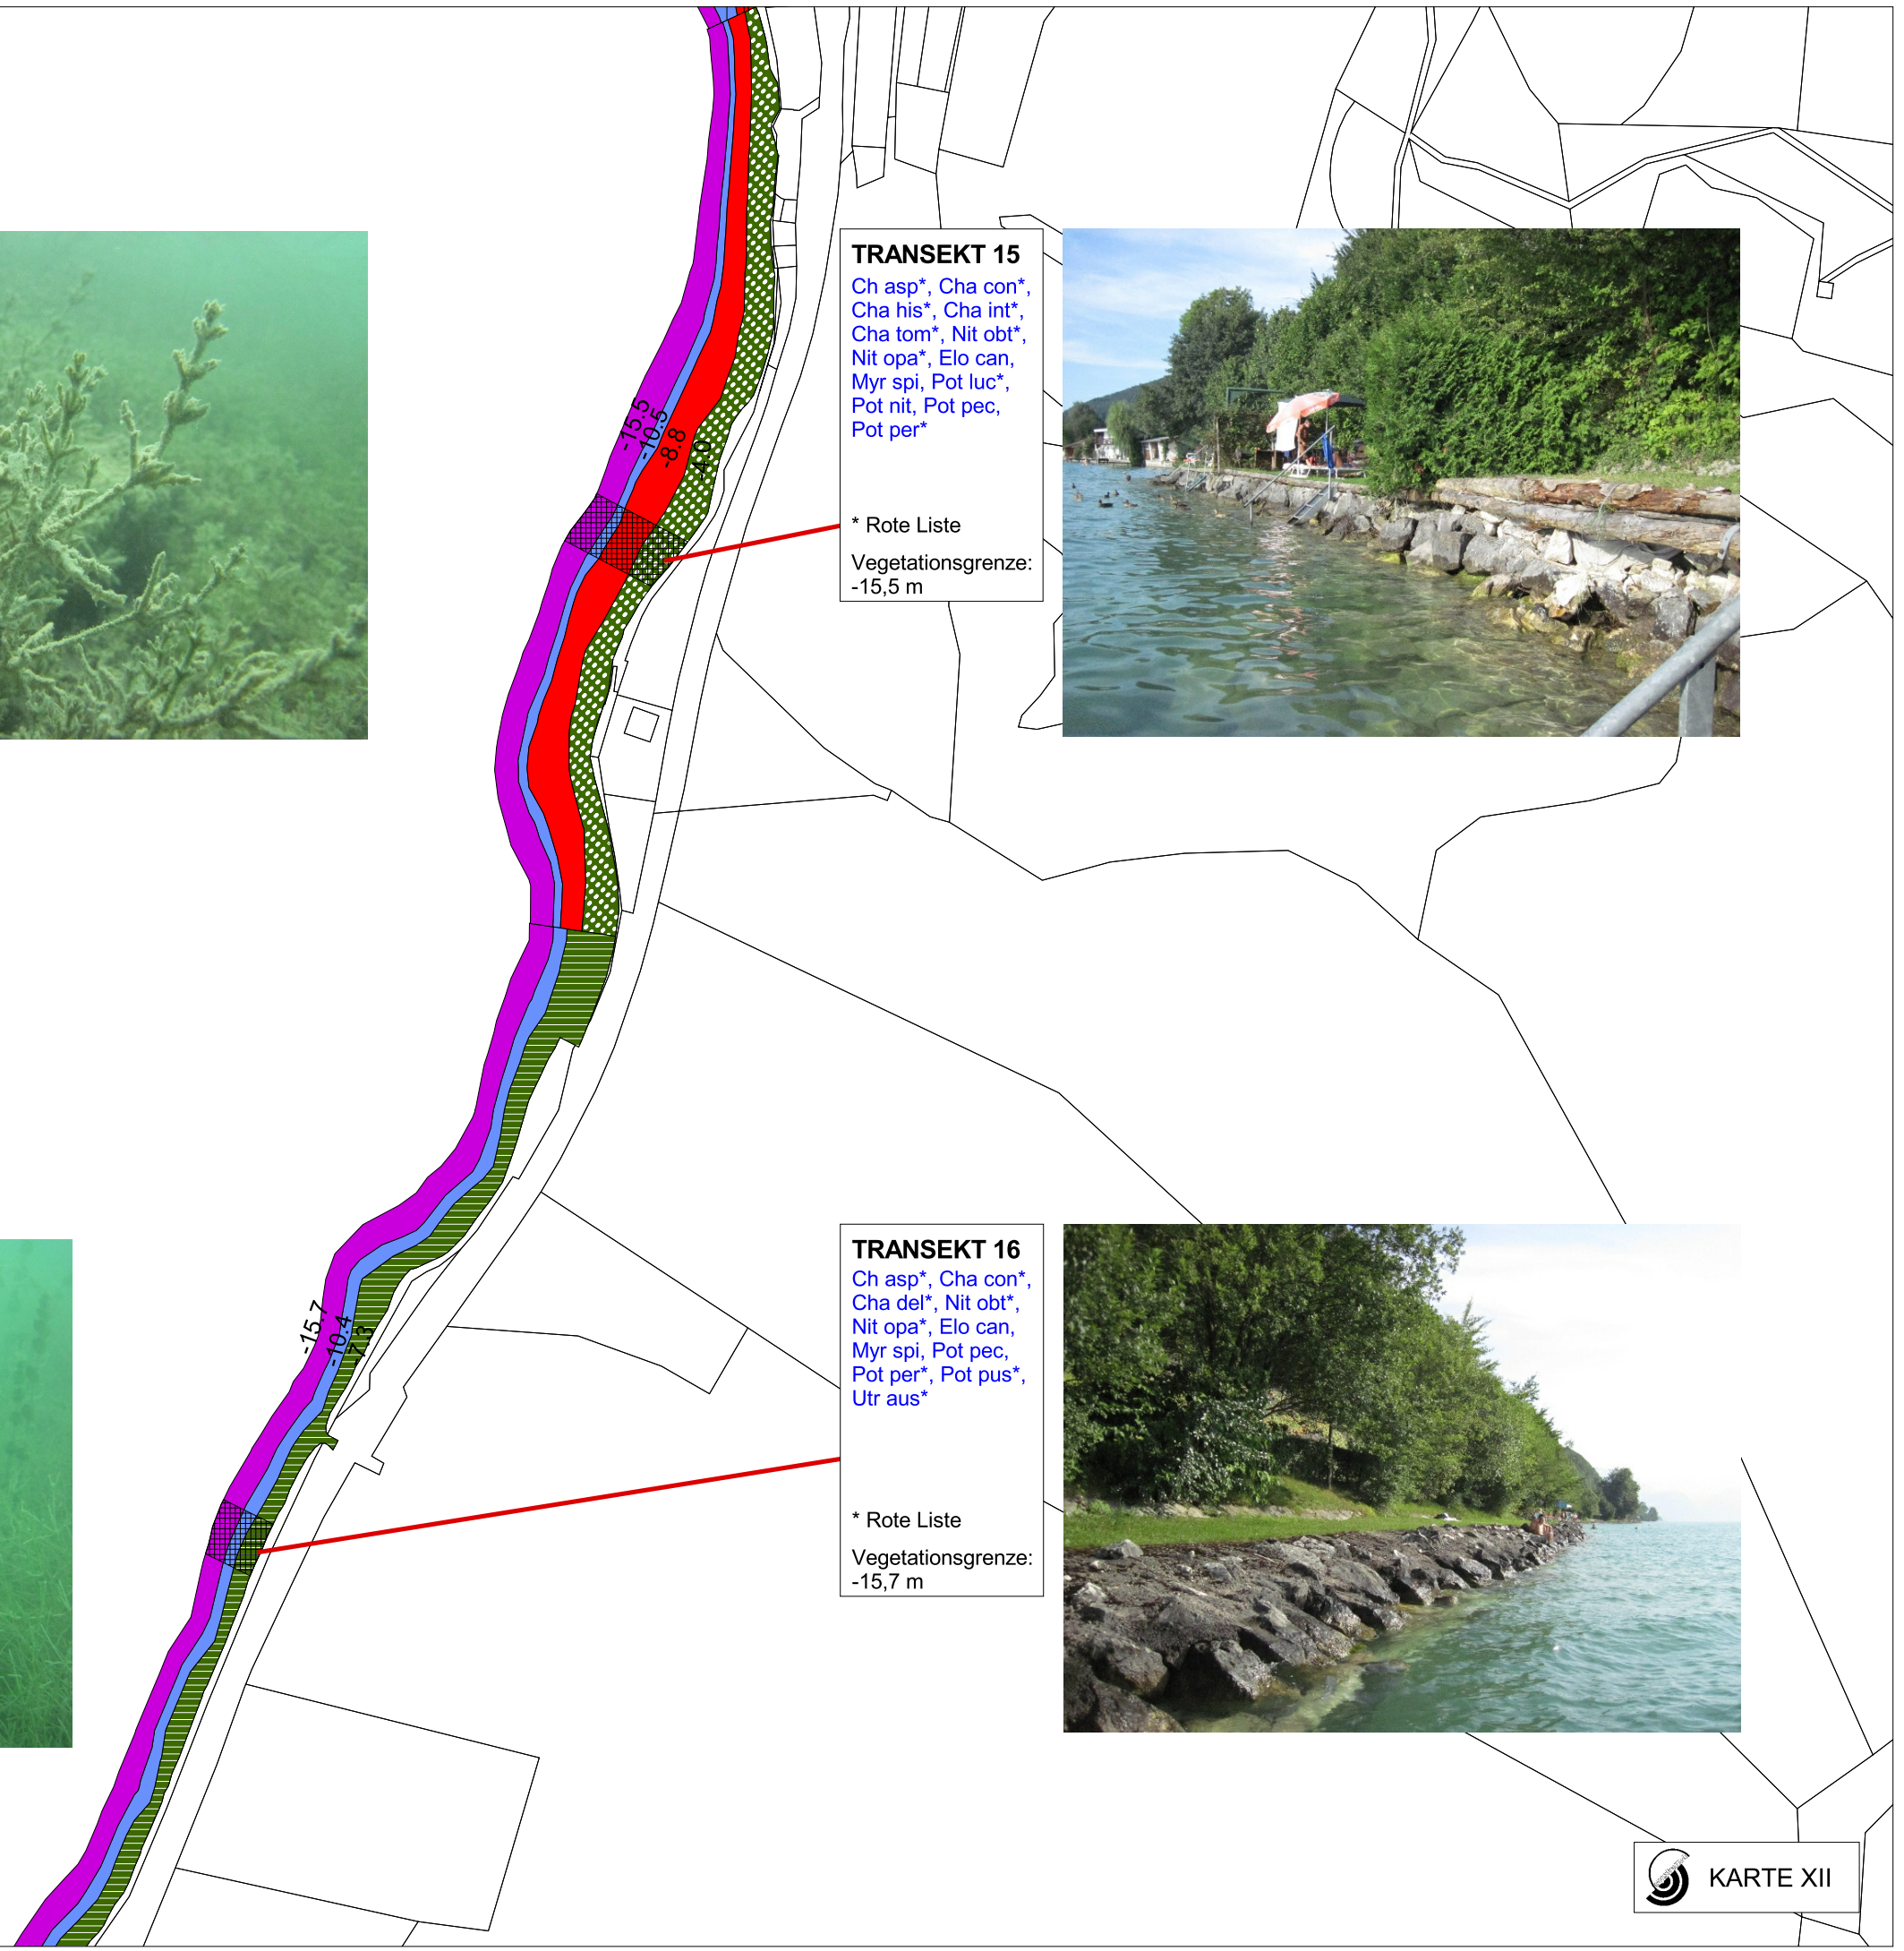 TRANSEKT 15
Ch asp*, Cha con*,
Cha his*, Cha int*,
Cha tom*, Nit obt*,
Nit opa*, Elo can,
Myr spi, Pot luc*,
Pot nit, Pot pec,
Pot per*
* Rote Liste
Vegetationsgrenze:
-15,5 m
-15.5
-10.5
-8.8
-4.0
TRANSEKT 16
Ch asp*, Cha con*,
Cha del*, Nit obt*,
Nit opa*, Elo can,
Myr spi, Pot pec,
Pot per*, Pot pus*,
Utr aus*
* Rote Liste
Vegetationsgrenze:
-15,7 m
-15.7
-10.4
-7.3
KARTE XII